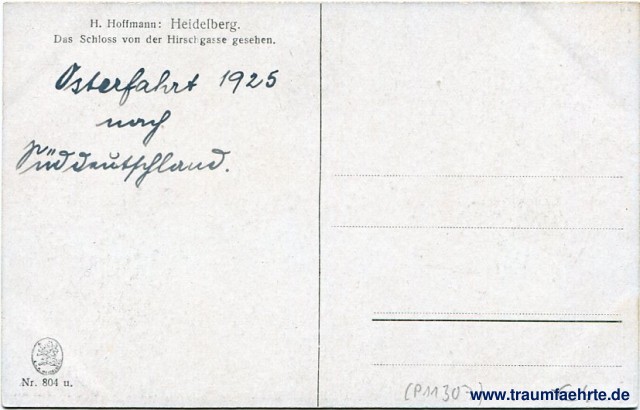 H. Hoffmann: Heidelberg.
Das Schloss von der Hirschgasse gesehen.
Osterfahrt 1925
nach
Süddeutschland.
Nr. 804 u.
www.traumfaehrte.de